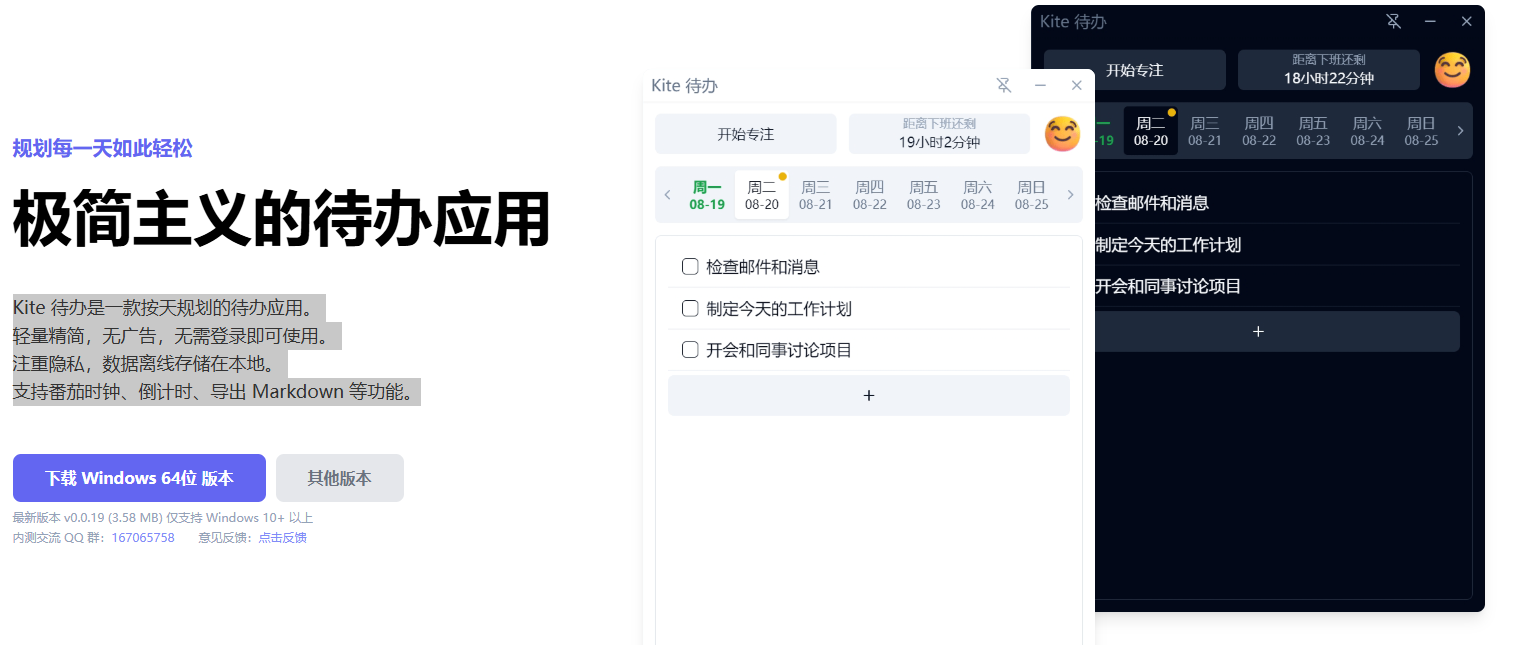 规划每一天如此轻松
极简主义的待办应用
Kite 待办是一款按天规划的待办应用。
轻量精简，无广告，无需登录即可使用。
注重隐私，数据离线存储在本地。
支持番茄时钟、倒计时、导出 Markdown 等功能。
下载 Windows 64位 版本
其他版本
最新版本 v0.0.19 (3.58 MB) 仅支持 Windows 10+ 以上
内测交流 QQ 群：167065758 意见反馈：点击反馈
Kite 待办
开始专注
距离下班还剩
19小时2分钟
周一 周二 周三 周四 周五 周六 周日
08-19 08-20 08-21 08-22 08-23 08-24 08-25
检查邮件和消息
制定今天的工作计划
开会和同事讨论项目
+
Kite 待办
开始专注
距离下班还剩
18小时22分钟
周二 周三 周四 周五 周六 周日
-19 08-20 08-21 08-22 08-23 08-24 08-25
检查邮件和消息
制定今天的工作计划
开会和同事讨论项目
+